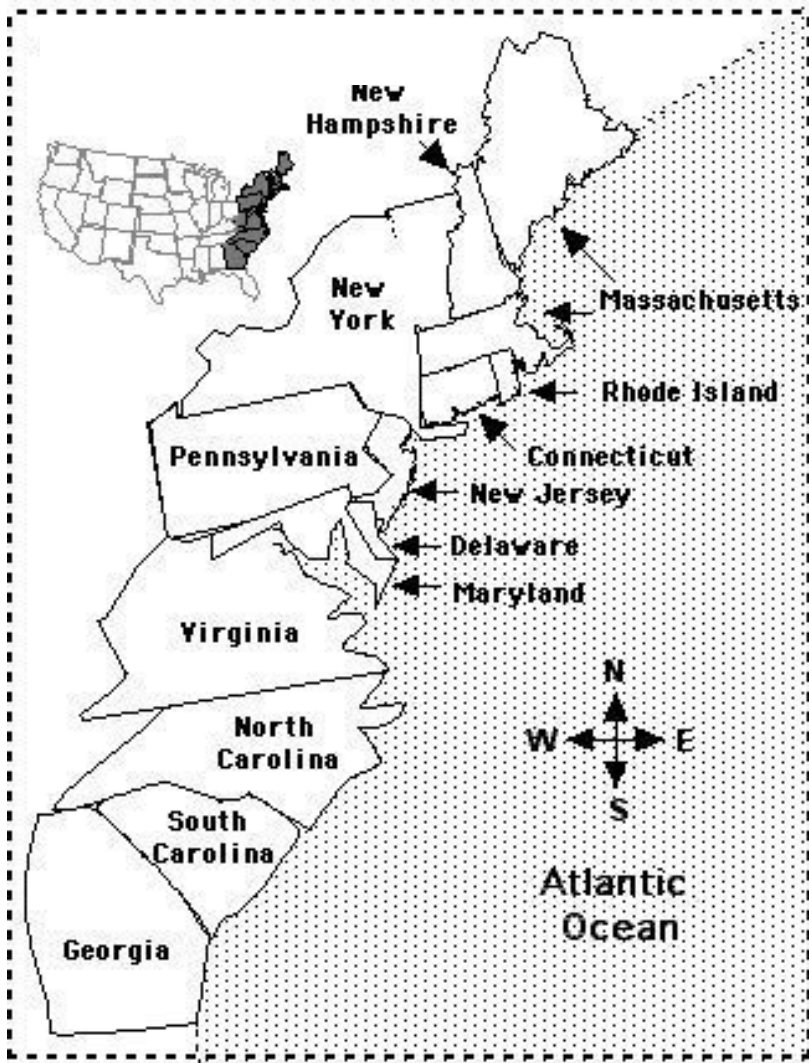 New
Hampshire
New
York
Massachusetts
Rhode Island
Connecticut
Pennsylvania
New Jersey
Delaware
Maryland
Virginia
N
W
E
S
North
Carolina
South
Carolina
Atlantic
Ocean
Georgia